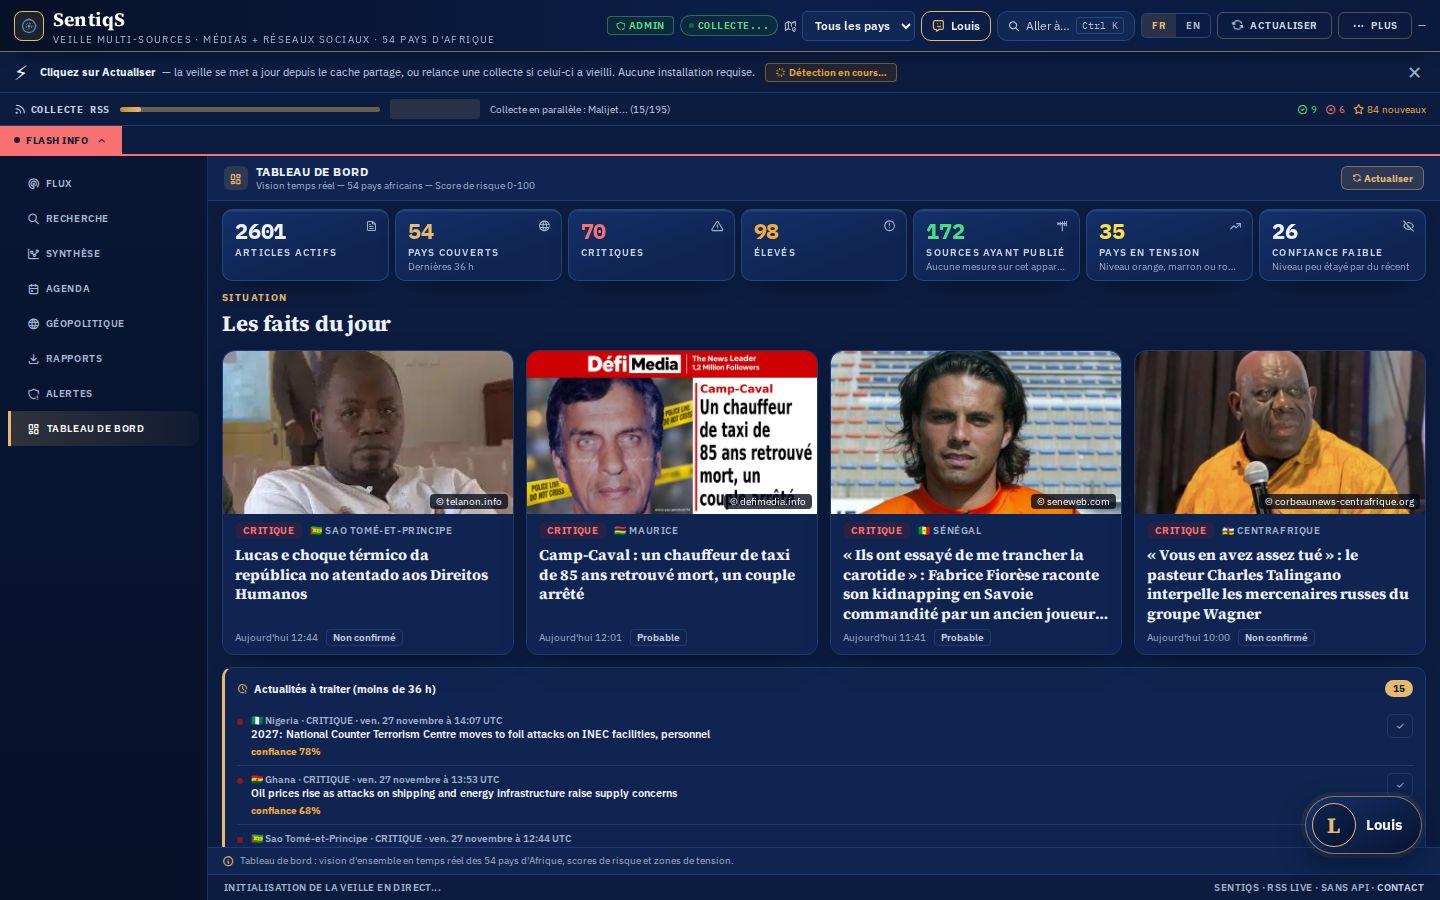 SentiqS
VEILLE MULTI-SOURCES · MÉDIAS + RÉSEAUX SOCIAUX · 54 PAYS D'AFRIQUE
ADMIN
COLLECTE...
Tous les pays
Louis
Aller à...
Ctrl K
FR
EN
ACTUALISER
PLUS
Cliquez sur Actualiser — la veille se met a jour depuis le cache partage, ou relance une collecte si celui-ci a vieilli. Aucune installation requise.
Détection en cours...
COLLECTE RSS
Collecte en parallèle : Malijet... (15/195)
9
6
84 nouveaux
FLASH INFO
FLUX
RECHERCHE
SYNTHÈSE
AGENDA
GÉOPOLITIQUE
RAPPORTS
ALERTES
TABLEAU DE BORD
TABLEAU DE BORD
Vision temps réel — 54 pays africains — Score de risque 0-100
Actualiser
2601
ARTICLES ACTIFS
54
PAYS COUVERTS
Dernières 36 h
70
CRITIQUES
98
ÉLEVÉS
172
SOURCES AYANT PUBLIÉ
Aucune mesure sur cet appar...
35
PAYS EN TENSION
Niveau orange, marron ou ro...
26
CONFIANCE FAIBLE
Niveau peu étayé par du récent
SITUATION
Les faits du jour
© telanon.info
CRITIQUE
SAO TOMÉ-ET-PRINCIPE
Lucas e choque térmico da
república no atentado aos Direitos
Humanos
Aujourd'hui 12:44
Non confirmé
Défi Media
The News Leader
1,2 Million Followers
Camp-Caval
Un chauffeur
de taxi de
85 ans retrouvé
mort, un
couple arrêté
POLICE LINE
DO NOT CROSS
© defimedia.info
CRITIQUE
MAURICE
Camp-Caval : un chauffeur de taxi
de 85 ans retrouvé mort, un couple
arrêté
Aujourd'hui 12:01
Probable
© seneweb.com
CRITIQUE
SÉNÉGAL
« Ils ont essayé de me trancher la
carotide » : Fabrice Fiorèse raconte
son kidnapping en Savoie
commandité par un ancien joueur...
Aujourd'hui 11:41
Probable
© corbeaunews-centrafrique.org
CRITIQUE
CENTRAFRIQUE
« Vous en avez assez tué » : le
pasteur Charles Talingano
interpelle les mercenaires russes du
groupe Wagner
Aujourd'hui 10:00
Non confirmé
Actualités à traiter (moins de 36 h)
15
Nigeria · CRITIQUE · ven. 27 novembre à 14:07 UTC
2027: National Counter Terrorism Centre moves to foil attacks on INEC facilities, personnel
confiance 78%
Ghana · CRITIQUE · ven. 27 novembre à 13:53 UTC
Oil prices rise as attacks on shipping and energy infrastructure raise supply concerns
confiance 68%
Sao Tomé-et-Principe · CRITIQUE · ven. 27 novembre à 12:44 UTC
L
Louis
Tableau de bord : vision d'ensemble en temps réel des 54 pays d'Afrique, scores de risque et zones de tension.
INITIALISATION DE LA VEILLE EN DIRECT...
SENTIQS · RSS LIVE · SANS API · CONTACT